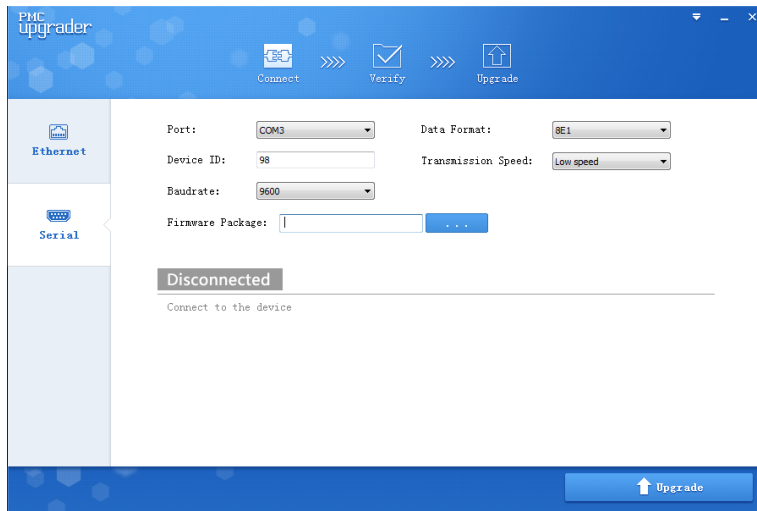 PMC
upgrader
Connect
Verify
Upgrade
Ethernet
Serial
Port: COM3 Data Format: 8E1
Device ID: 98 Transmission Speed: Low speed
Baudrate: 9600
Firmware Package: ...
Disconnected
Connect to the device
Upgrade